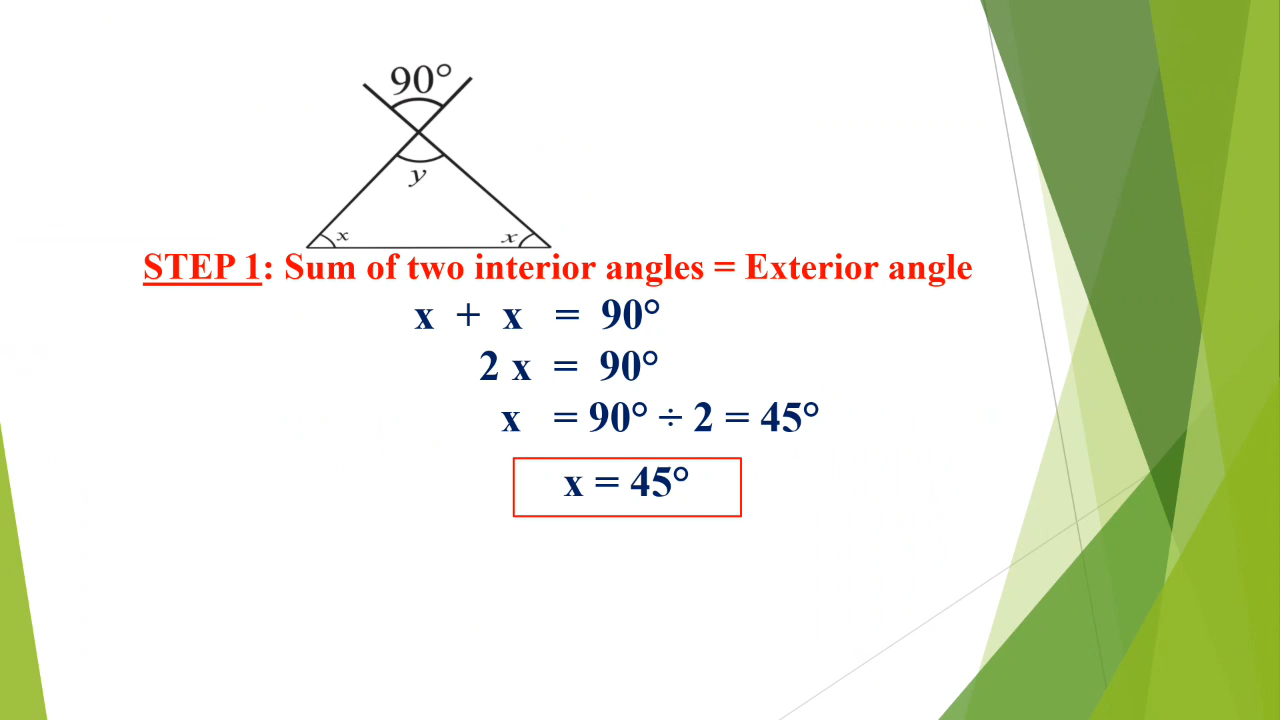 90°
y
x x
STEP 1: Sum of two interior angles = Exterior angle
x + x = 90°
2 x = 90°
x = 90° ÷ 2 = 45°
x = 45°